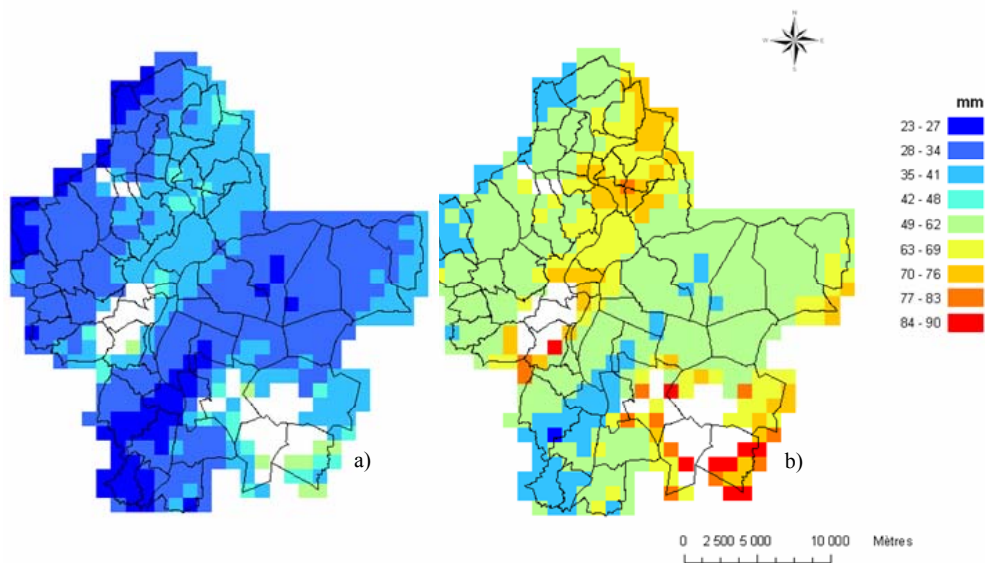 N
W E
S
mm
23 - 27
28 - 34
35 - 41
42 - 48
49 - 62
63 - 69
70 - 76
77 - 83
84 - 90
a)
b)
0 2 500 5 000 10 000 Mètres